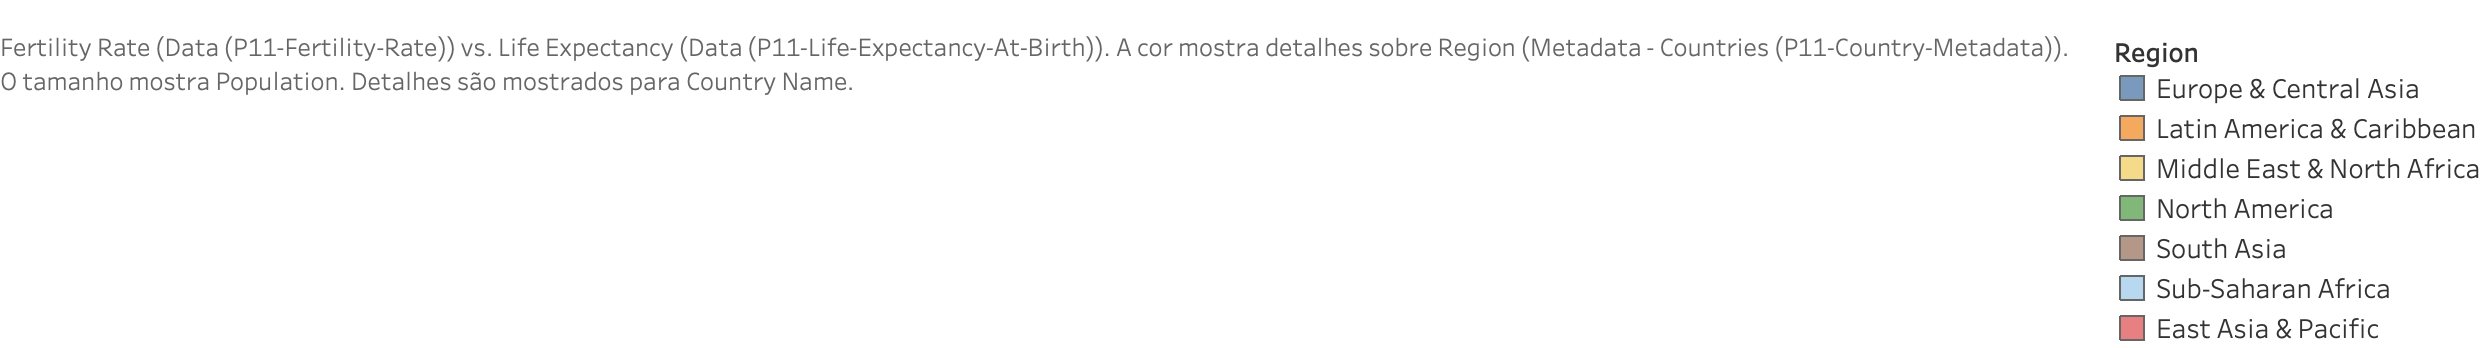 Fertility Rate (Data (P11-Fertility-Rate)) vs. Life Expectancy (Data (P11-Life-Expectancy-At-Birth)). A cor mostra detalhes sobre Region (Metadata - Countries (P11-Country-Metadata)).
O tamanho mostra Population. Detalhes são mostrados para Country Name.
Region
Europe & Central Asia
Latin America & Caribbean
Middle East & North Africa
North America
South Asia
Sub-Saharan Africa
East Asia & Pacific